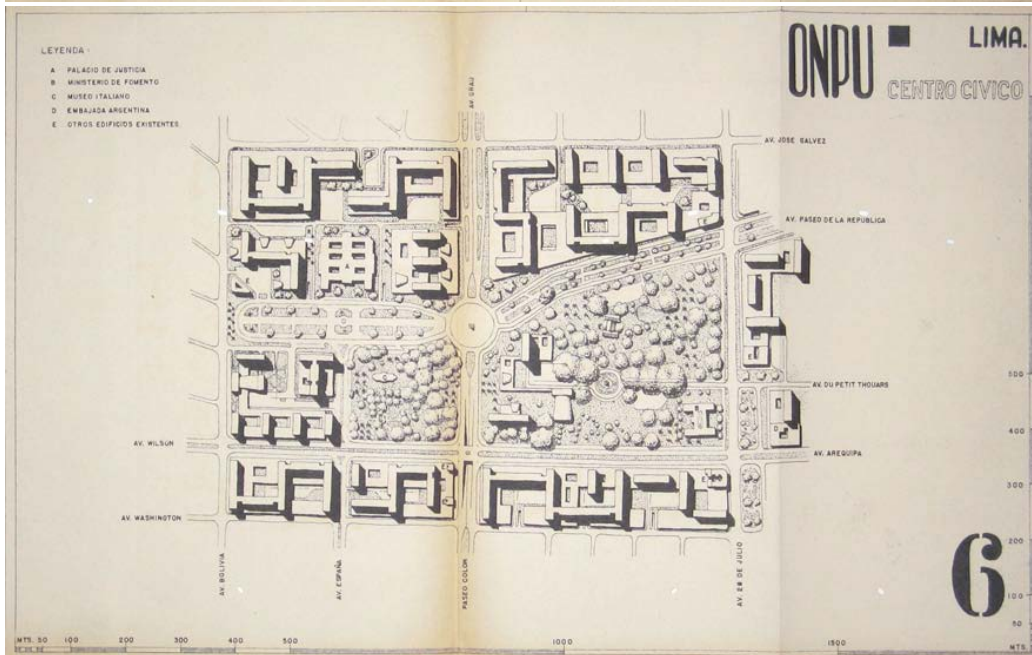 LEYENDA :
A PALACIO DE JUSTICIA
B MINISTERIO DE FOMENTO
C MUSEO ITALIANO
D EMBAJADA ARGENTINA
E OTROS EDIFICIOS EXISTENTES
ONPU
LIMA.
CENTRO CIVICO
AV. GRAU
AV. JOSE GALVEZ
AV. PASEO DE LA REPÚBLICA
AV. DU PETIT THOUARS
AV. WILSON
AV. AREQUIPA
AV. WASHINGTON
AV. BOLIVIA
AV. ESPAÑA
PASEO COLON
AV. 28 DE JULIO
6
500
400
300
200
100
50
MTS.
MTS. 50 100 200 300 400 500 1000 1500